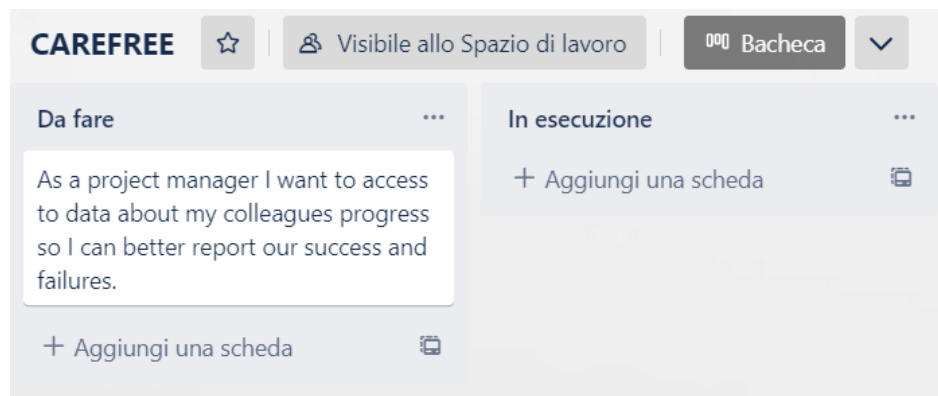 CAREFREE Visibile allo Spazio di lavoro Bacheca
Da fare
As a project manager I want to access
to data about my colleagues progress
so I can better report our success and
failures.
+ Aggiungi una scheda
In esecuzione
+ Aggiungi una scheda